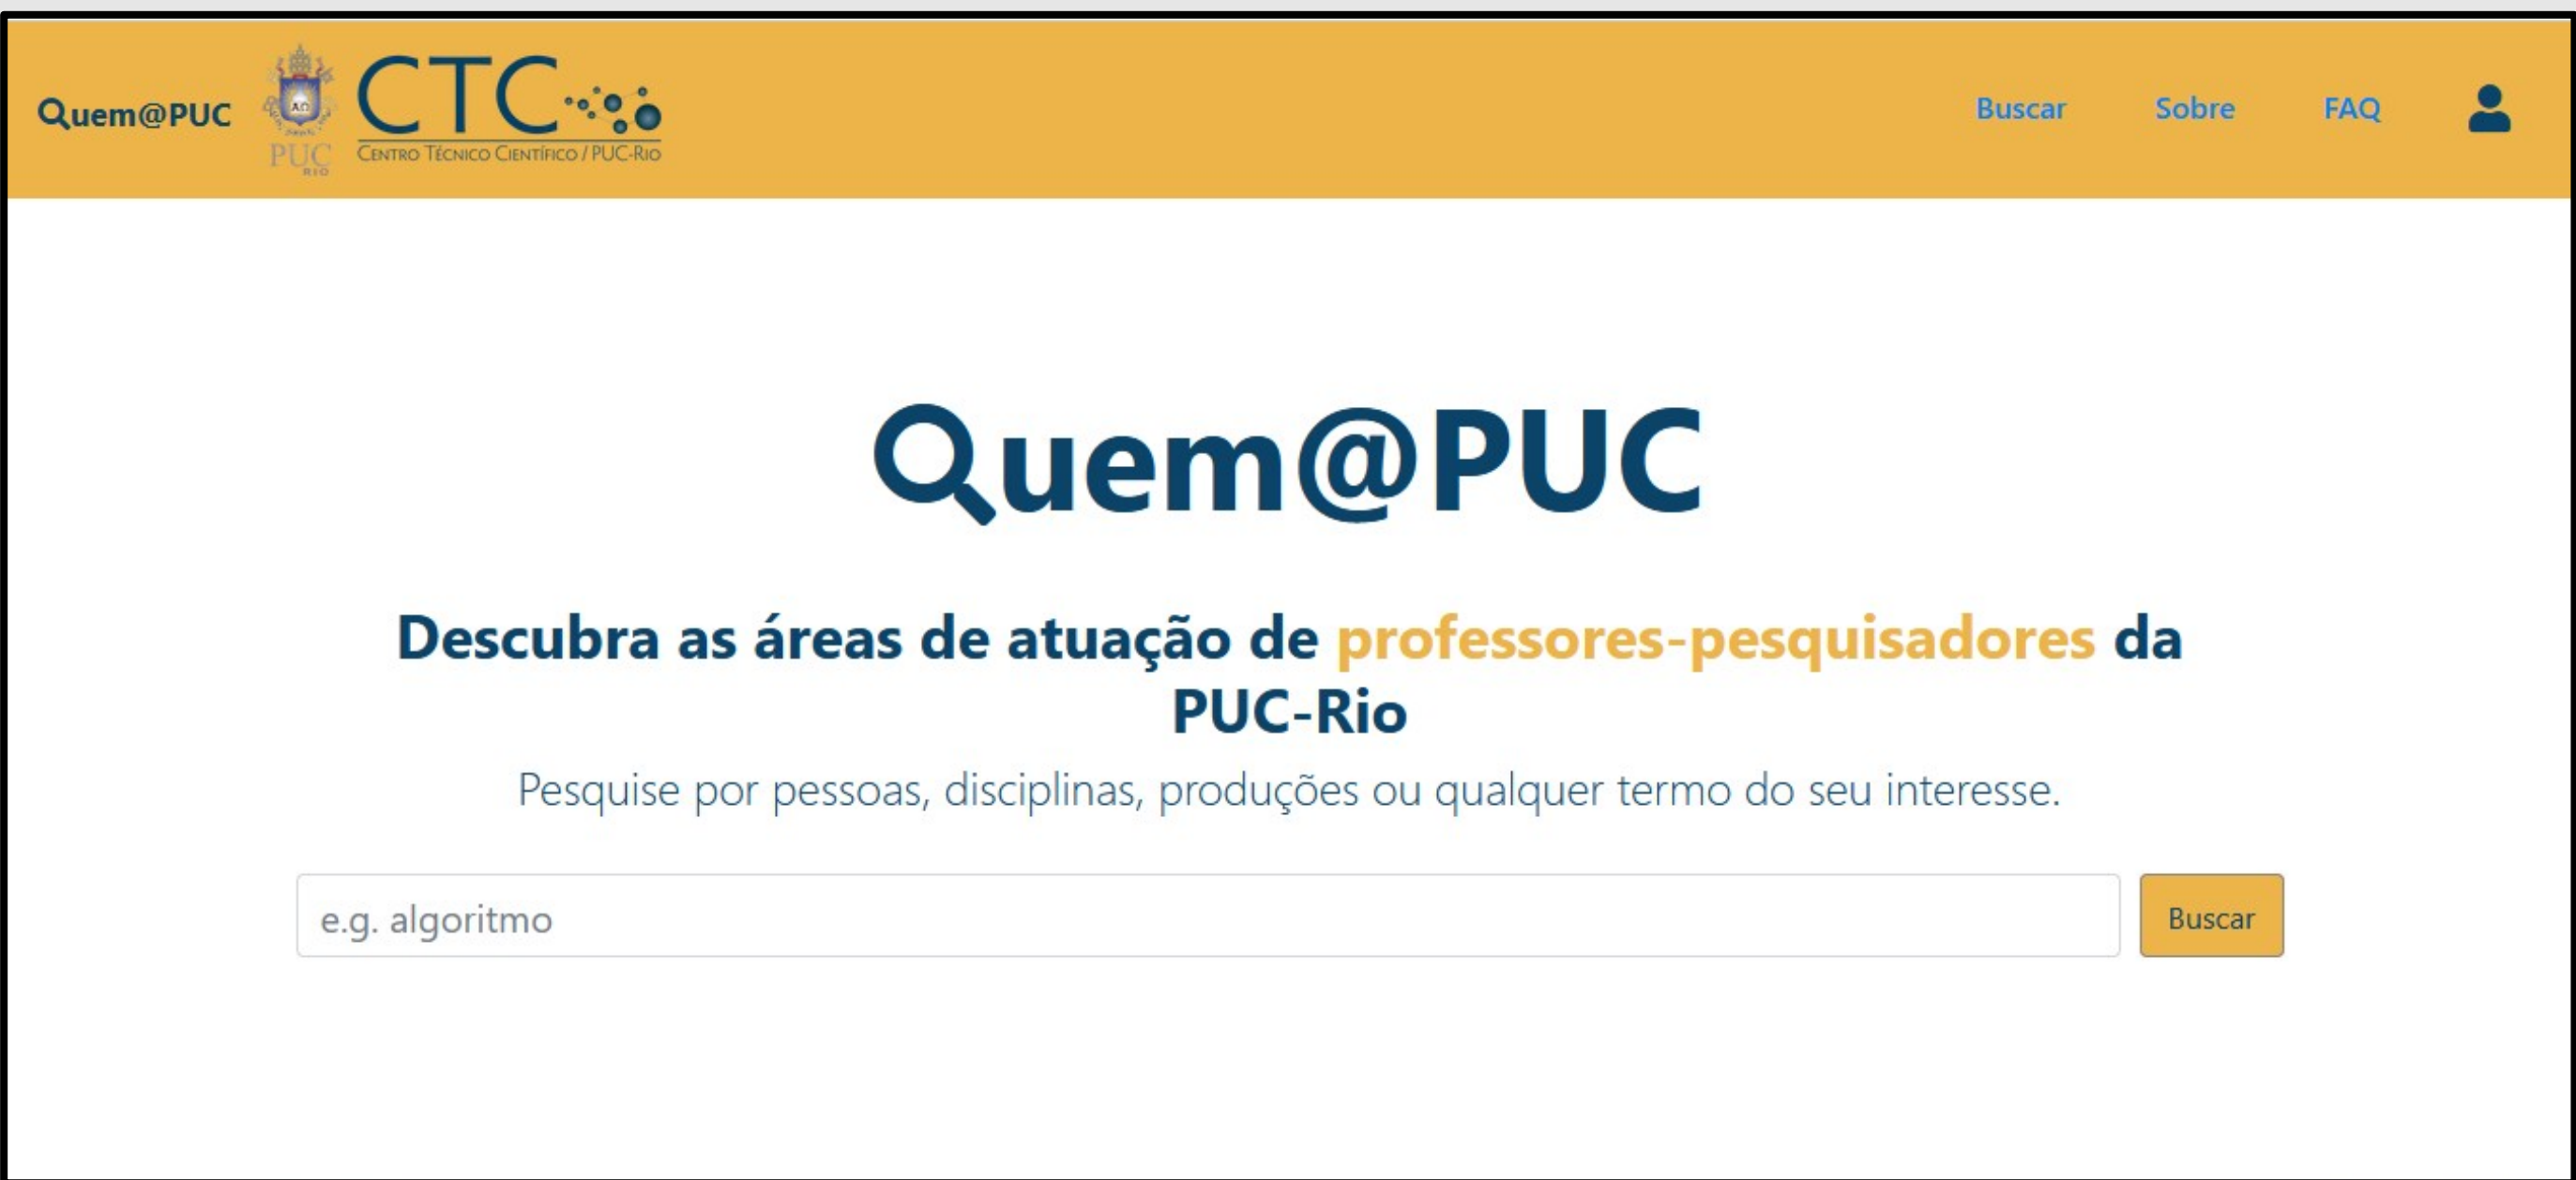 Quem@PUC
PUC
RIO
CTC
CENTRO TÉCNICO CIENTÍFICO / PUC-RIO
Buscar
Sobre
FAQ
Quem@PUC
Descubra as áreas de atuação de professores-pesquisadores da
PUC-Rio
Pesquise por pessoas, disciplinas, produções ou qualquer termo do seu interesse.
e.g. algoritmo
Buscar